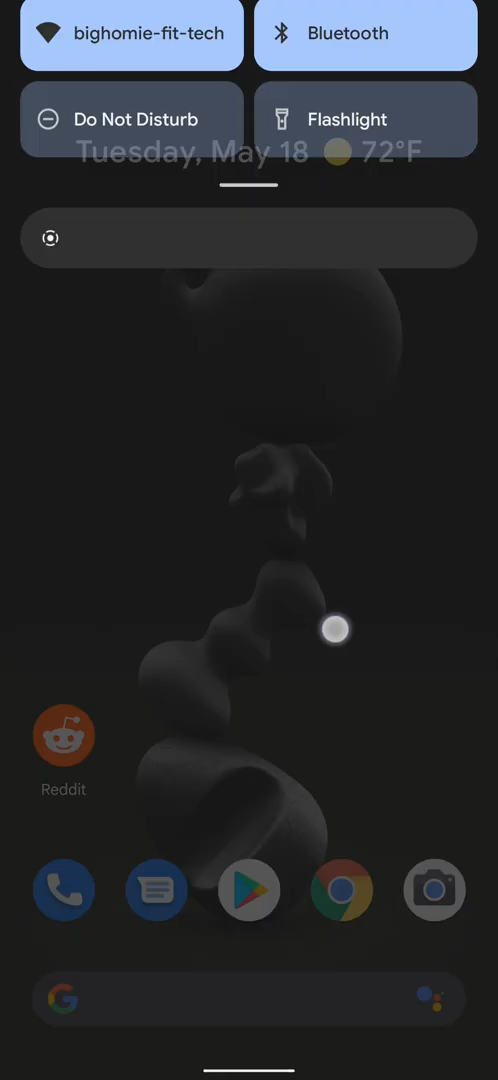 bighomie-fit-tech Bluetooth
Do Not Disturb Flashlight
Tuesday, May 18 72°F
Reddit